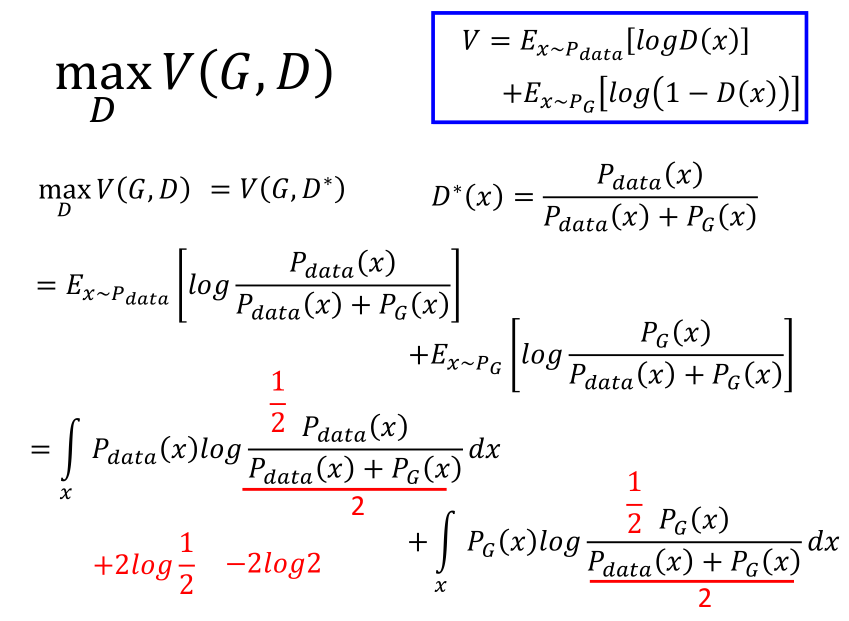 max_D V(G, D)
V = E_{x~P_data}[logD(x)]
+E_{x~P_G}[log(1 − D(x))]
max_D V(G, D) = V(G, D*)
D*(x) = P_data(x) / (P_data(x) + P_G(x))
= E_{x~P_data}[log P_data(x) / (P_data(x) + P_G(x))]
+E_{x~P_G}[log P_G(x) / (P_data(x) + P_G(x))]
= ∫_x P_data(x)log (1/2 P_data(x)) / ((P_data(x) + P_G(x)) 2) dx
+ ∫_x P_G(x)log (1/2 P_G(x)) / ((P_data(x) + P_G(x)) 2) dx
+2log 1/2 −2log2